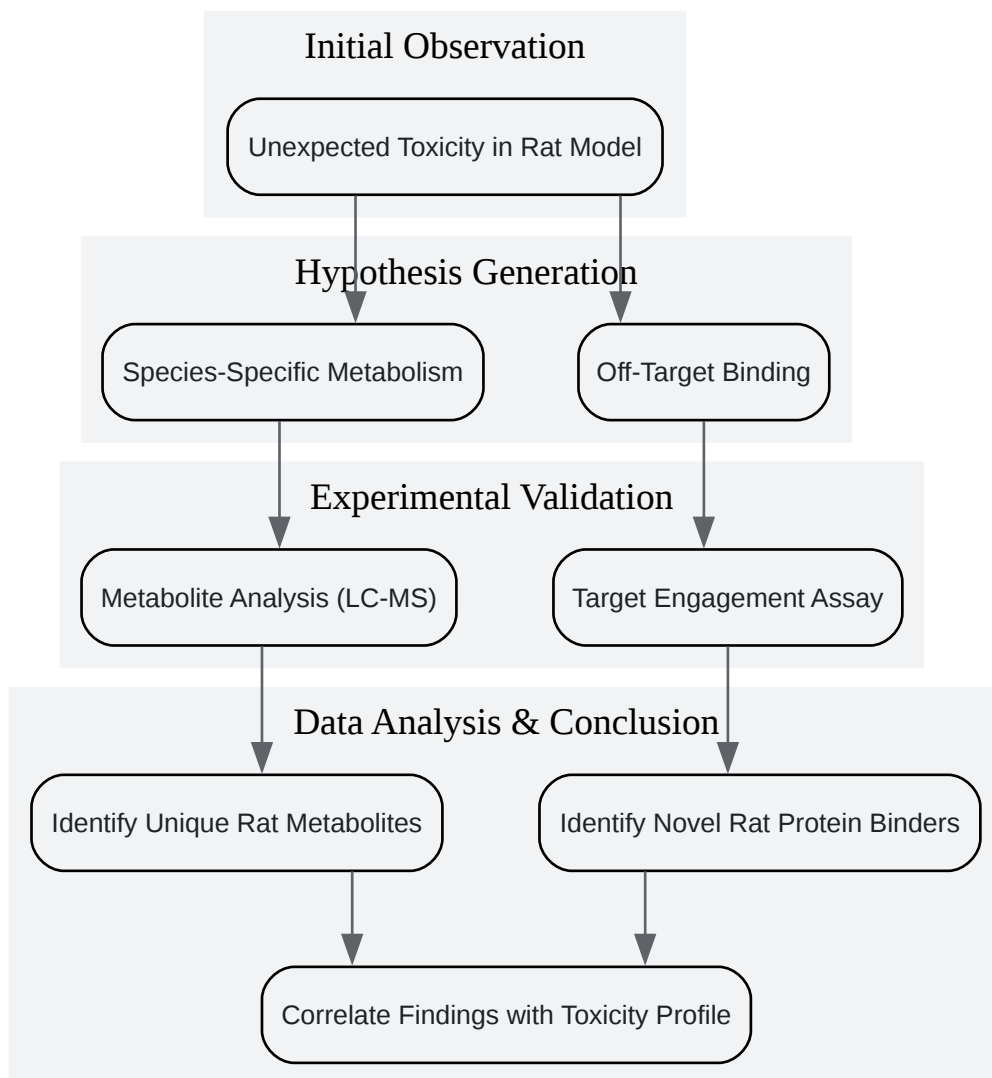 Initial Observation
Unexpected Toxicity in Rat Model
Hypothesis Generation
Species-Specific Metabolism
Off-Target Binding
Experimental Validation
Metabolite Analysis (LC-MS)
Target Engagement Assay
Data Analysis & Conclusion
Identify Unique Rat Metabolites
Identify Novel Rat Protein Binders
Correlate Findings with Toxicity Profile